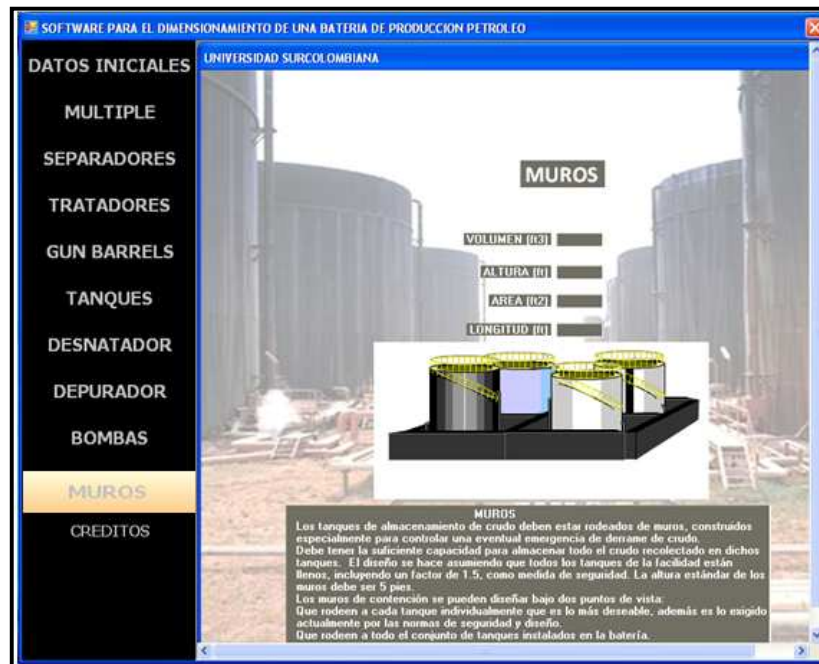 SOFTWARE PARA EL DIMENSIONAMIENTO DE UNA BATERIA DE PRODUCCION PETROLEO
UNIVERSIDAD SURCOLOMBIANA
DATOS INICIALES
MULTIPLE
SEPARADORES
TRATADORES
GUN BARRELS
TANQUES
DESNATADOR
DEPURADOR
BOMBAS
MUROS
CREDITOS
MUROS
VOLUMEN (ft3)
ALTURA (ft)
AREA (ft2)
LONGITUD (ft)
MUROS
Los tanques de almacenamiento de crudo deben estar rodeados de muros, construidos
especialmente para controlar una eventual emergencia de derrame de crudo.
Debe tener la suficiente capacidad para almacenar todo el crudo recolectado en dichos
tanques. El diseño se hace asumiendo que todos los tanques de la facilidad están
llenos, incluyendo un factor de 1.5, como medida de seguridad. La altura estándar de los
muros debe ser 5 pies.
Los muros de contención se pueden diseñar bajo dos puntos de vista:
Que rodeen a cada tanque individualmente que es lo más deseable, además es lo exigido
actualmente por las normas de seguridad y diseño.
Que rodeen a todo el conjunto de tanques instalados en la batería.